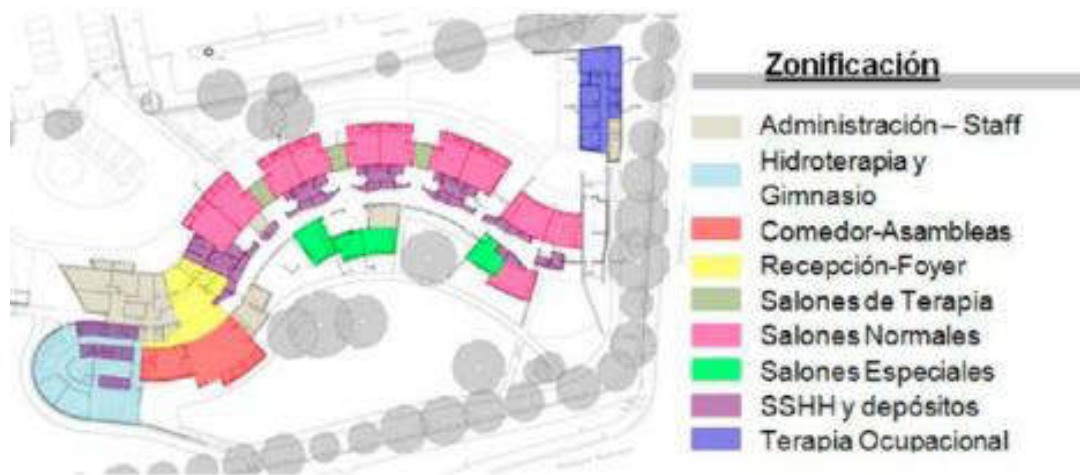 Zonificación
Administración – Staff
Hidroterapia y
Gimnasio
Comedor-Asambleas
Recepción-Foyer
Salones de Terapia
Salones Normales
Salones Especiales
SSHH y depósitos
Terapia Ocupacional